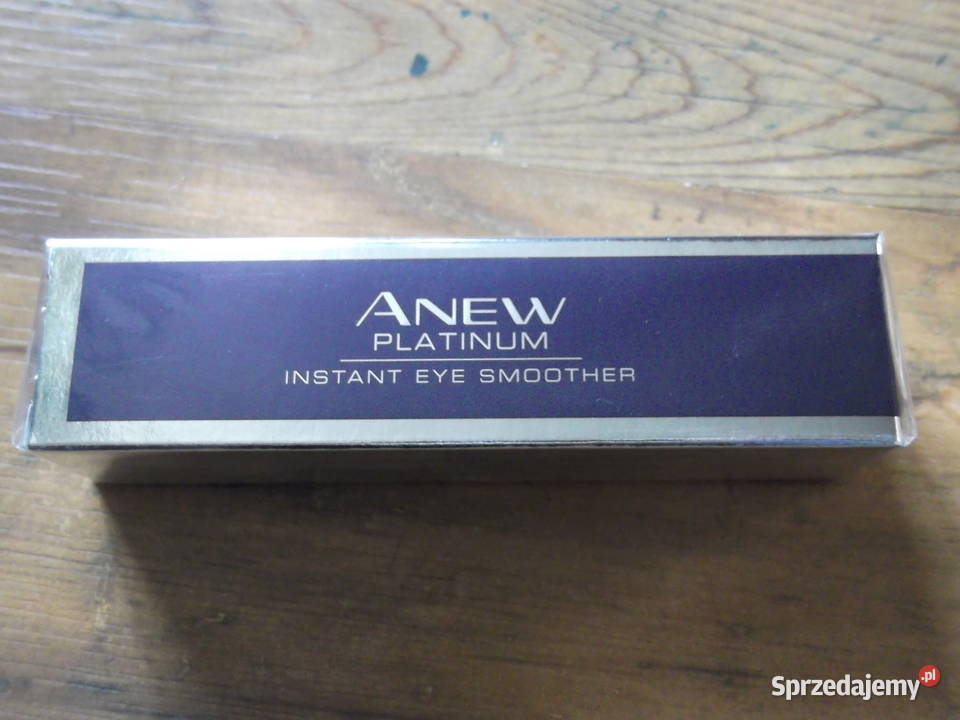 ANEW
PLATINUM
INSTANT EYE SMOOTHER
Sprzedajemy.pl